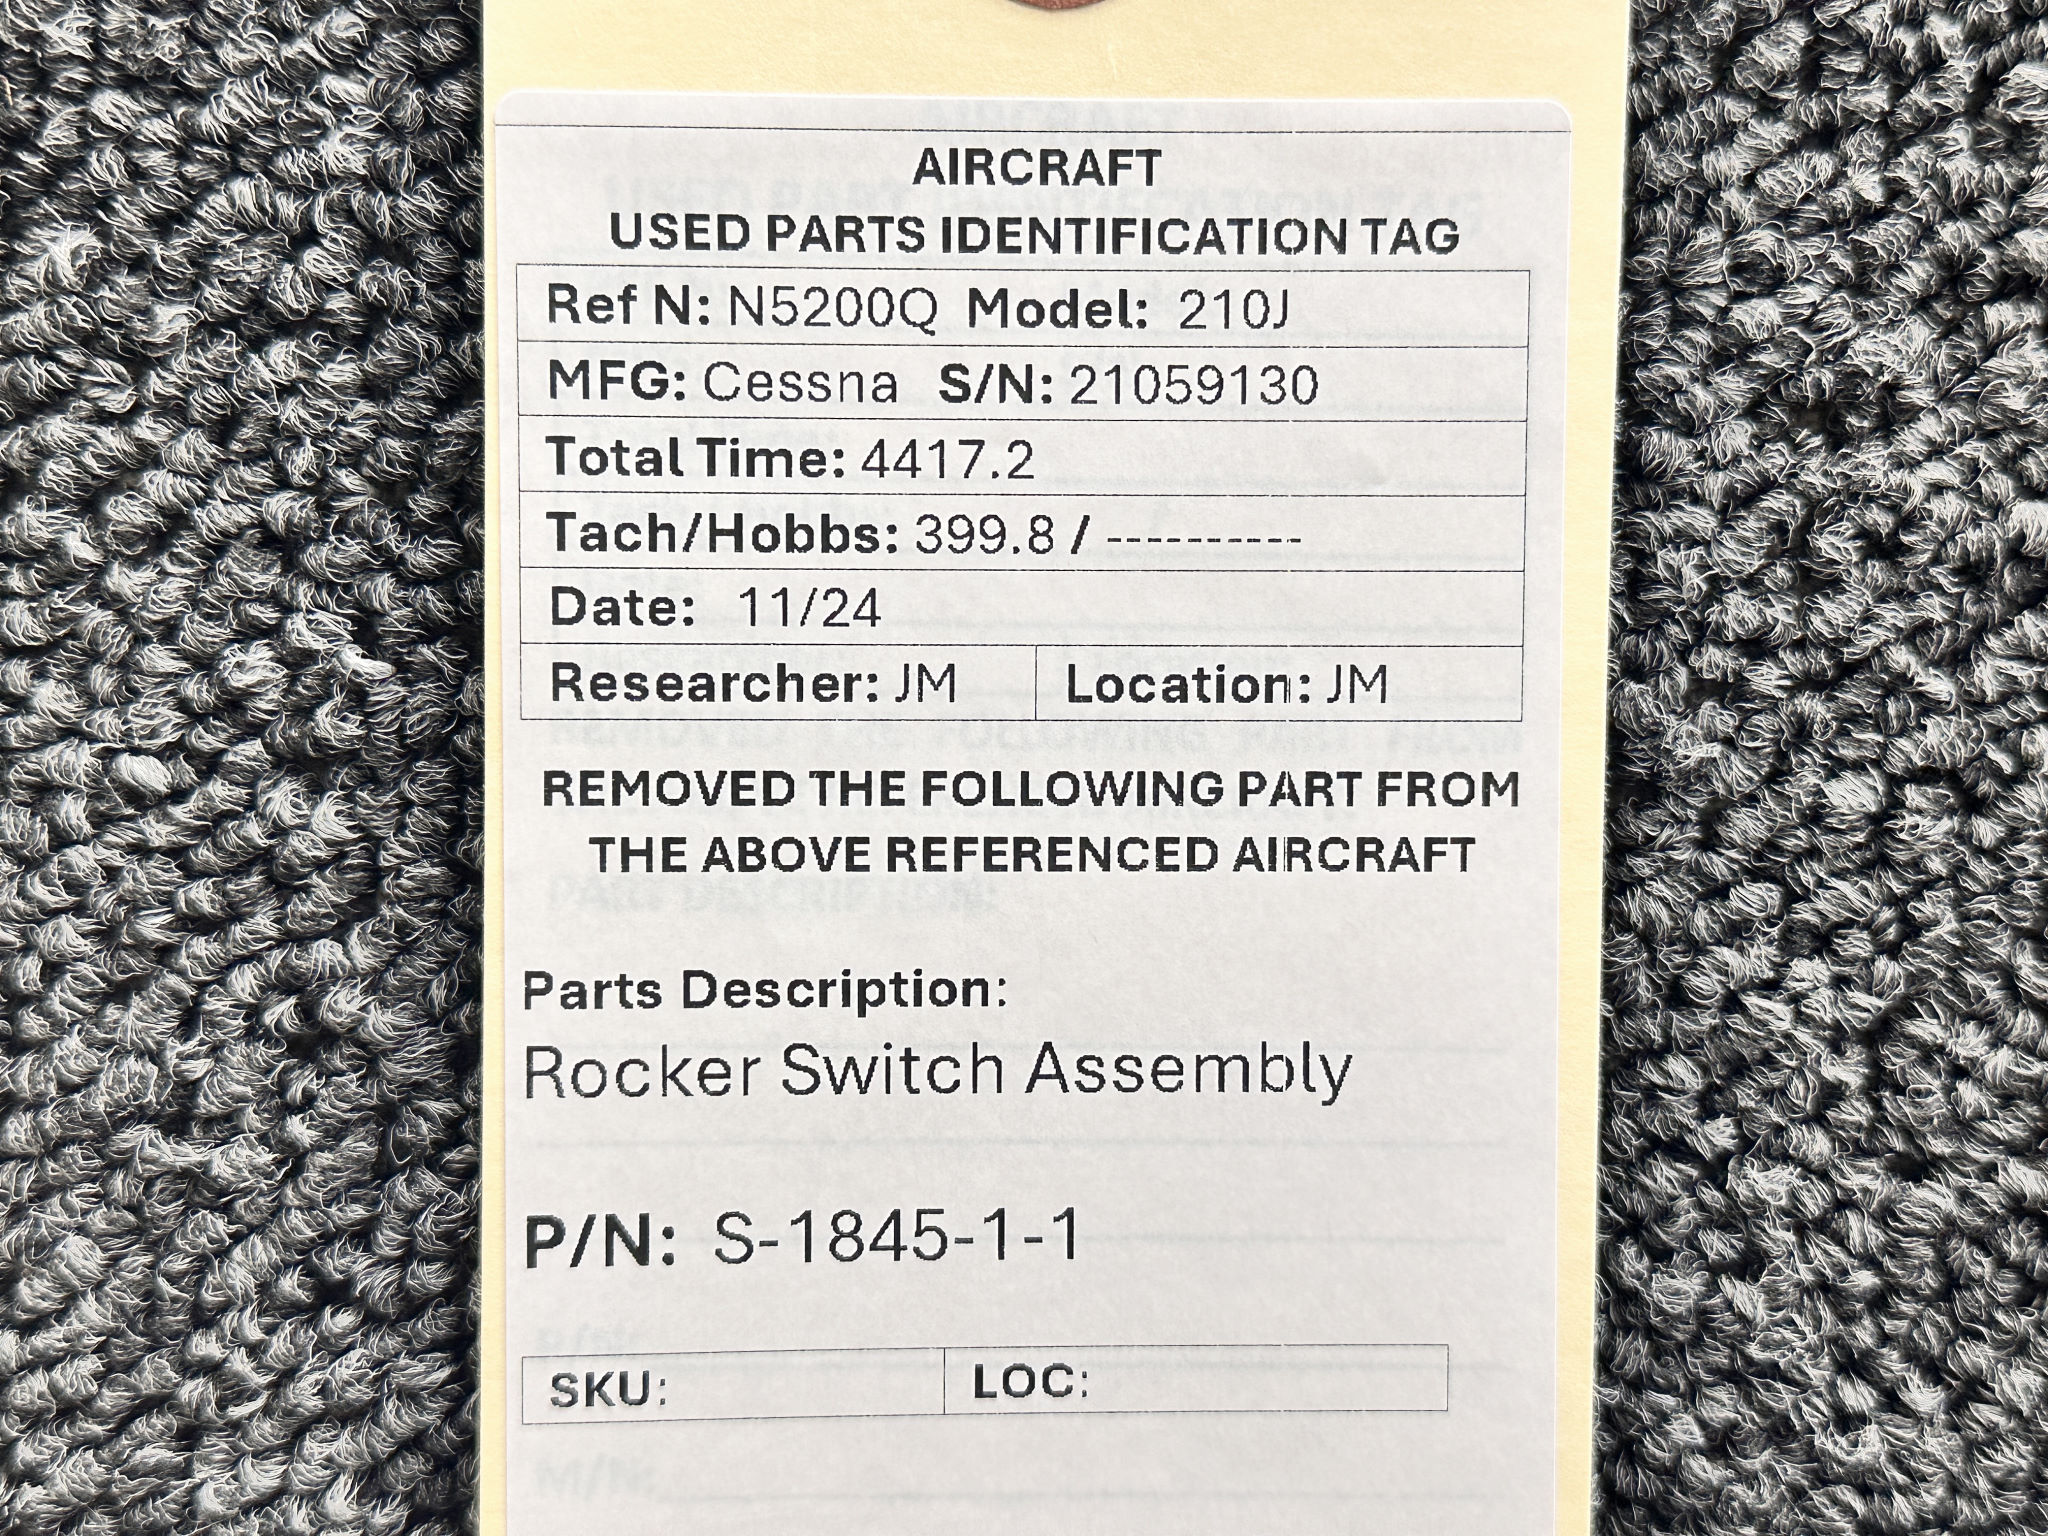 AIRCRAFT
USED PARTS IDENTIFICATION TAG
Ref N: N5200Q Model: 210J
MFG: Cessna S/N: 21059130
Total Time: 4417.2
Tach/Hobbs: 399.8 / ----------
Date: 11/24
Researcher: JM Location: JM
REMOVED THE FOLLOWING PART FROM
THE ABOVE REFERENCED AIRCRAFT
Parts Description:
Rocker Switch Assembly
P/N: S-1845-1-1
SKU: LOC: